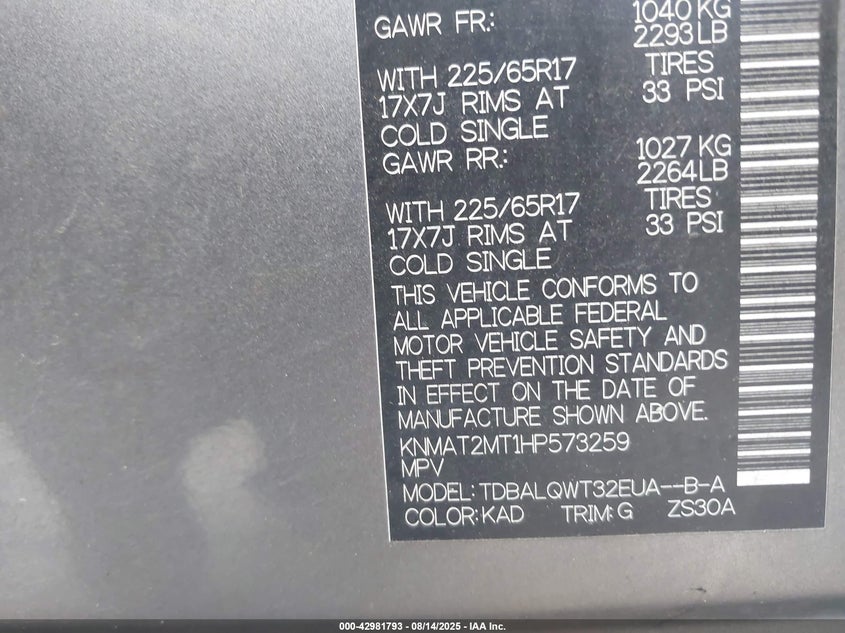 GAWR FR.: 1040 KG
2293 LB
WITH 225/65R17 TIRES
17X7J RIMS AT 33 PSI
COLD SINGLE
GAWR RR.: 1027 KG
2264 LB
WITH 225/65R17 TIRES
17X7J RIMS AT 33 PSI
COLD SINGLE
THIS VEHICLE CONFORMS TO
ALL APPLICABLE FEDERAL
MOTOR VEHICLE SAFETY AND
THEFT PREVENTION STANDARDS
IN EFFECT ON THE DATE OF
MANUFACTURE SHOWN ABOVE.
KNMAT2MT1HP573259
MPV
MODEL: TDBALQWT32EUA--B-A
COLOR: KAD TRIM: G ZS30A
000-42981793 - 08/14/2025 - IAA Inc.